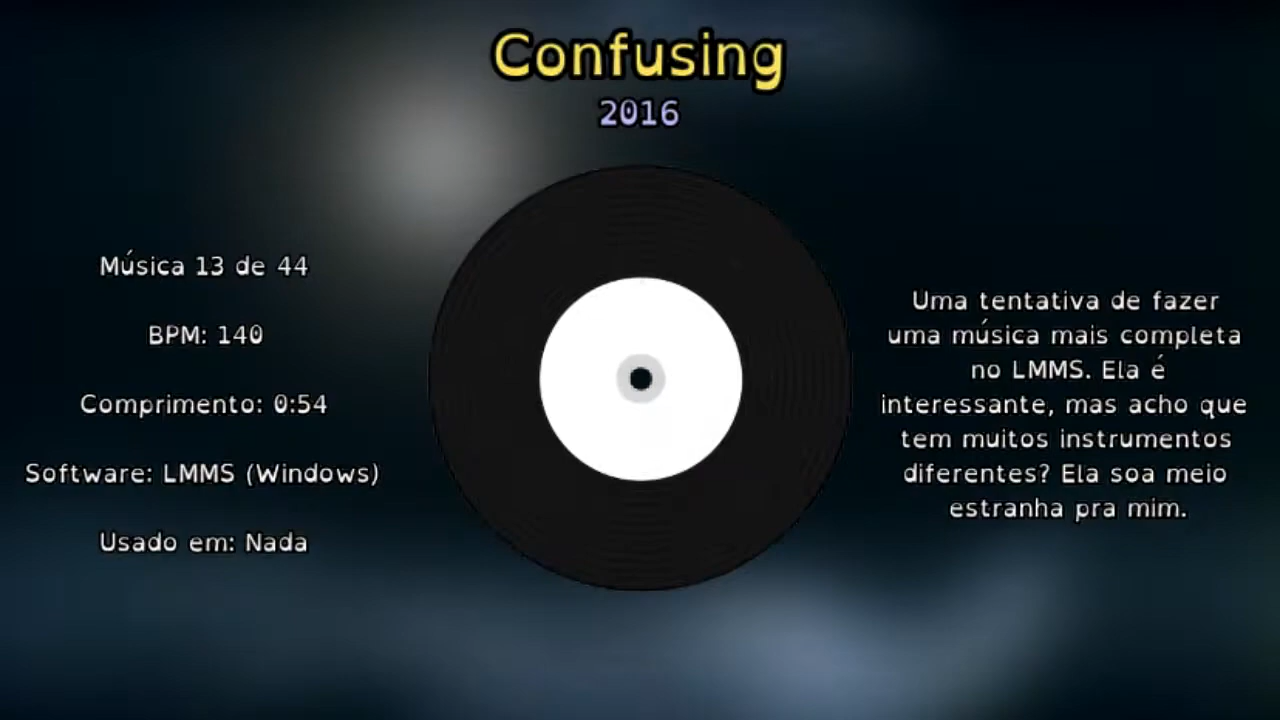 Confusing
2016
Música 13 de 44
BPM: 140
Comprimento: 0:54
Software: LMMS (Windows)
Usado em: Nada
Uma tentativa de fazer
uma música mais completa
no LMMS. Ela é
interessante, mas acho que
tem muitos instrumentos
diferentes? Ela soa meio
estranha pra mim.